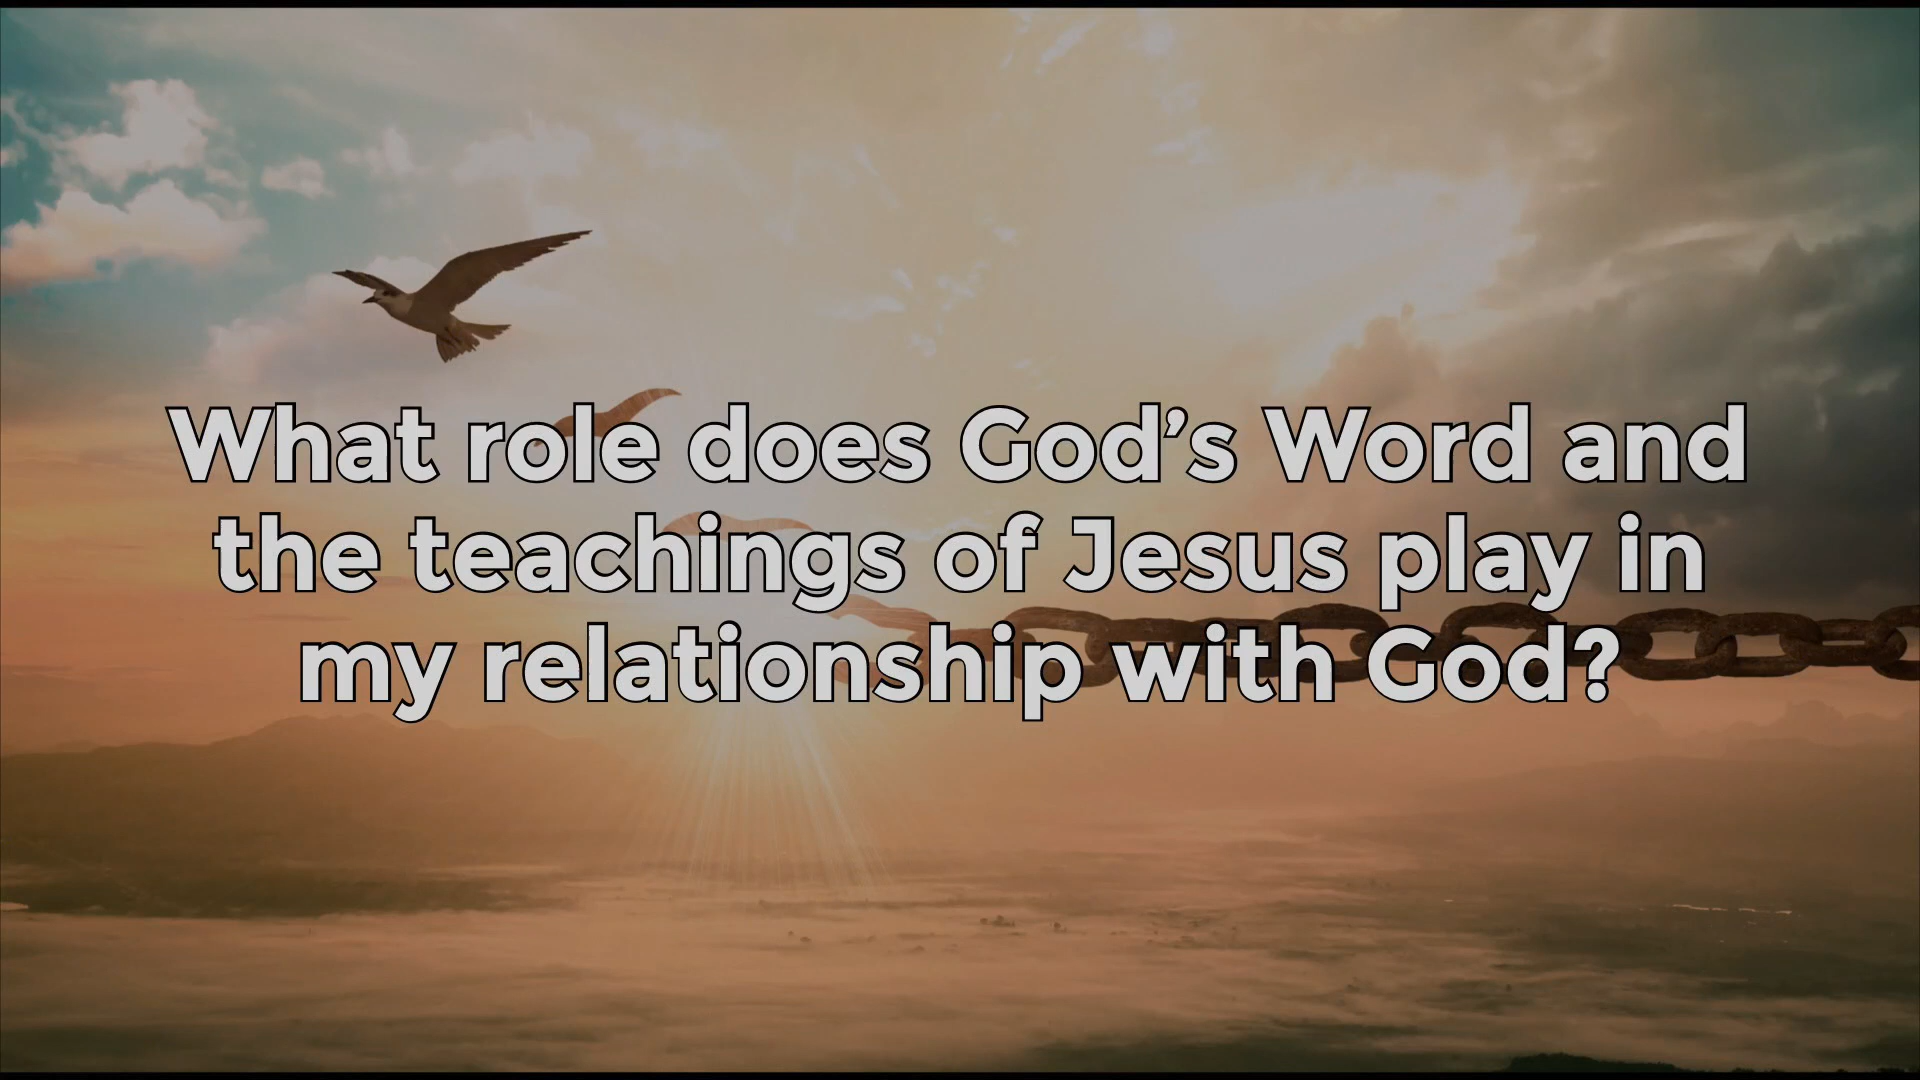 What role does God’s Word and
the teachings of Jesus play in
my relationship with God?